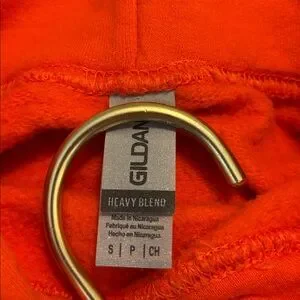 GILDAN
HEAVY BLEND
Made in Nicaragua
Fabriqué au Nicaragua
Hecho en Nicaragua.
S | P | CH